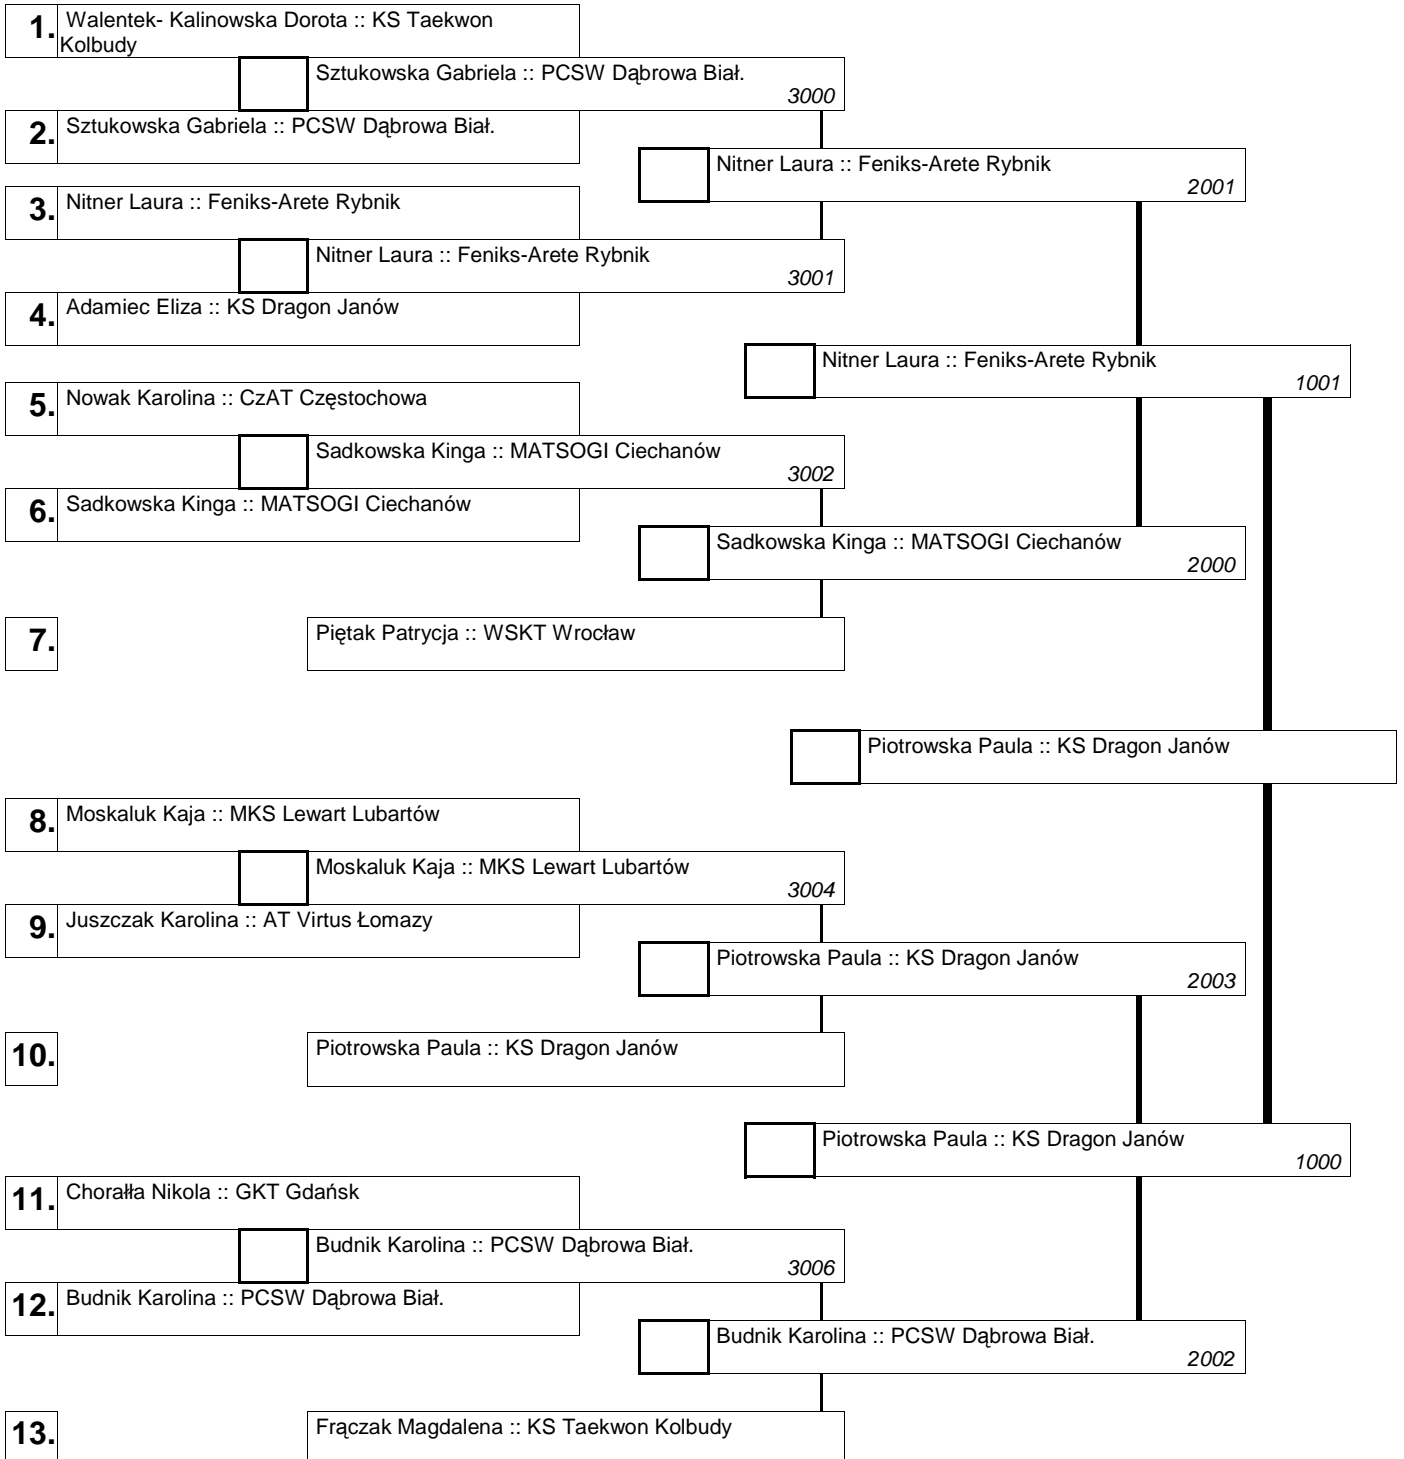 1. Walentek- Kalinowska Dorota :: KS Taekwon
Kolbudy
Sztukowska Gabriela :: PCSW Dąbrowa Biał.
3000
2. Sztukowska Gabriela :: PCSW Dąbrowa Biał.
Nitner Laura :: Feniks-Arete Rybnik
2001
3. Nitner Laura :: Feniks-Arete Rybnik
Nitner Laura :: Feniks-Arete Rybnik
3001
4. Adamiec Eliza :: KS Dragon Janów
Nitner Laura :: Feniks-Arete Rybnik
1001
5. Nowak Karolina :: CzAT Częstochowa
Sadkowska Kinga :: MATSOGI Ciechanów
3002
6. Sadkowska Kinga :: MATSOGI Ciechanów
Sadkowska Kinga :: MATSOGI Ciechanów
2000
7. Piętak Patrycja :: WSKT Wrocław
Piotrowska Paula :: KS Dragon Janów
8. Moskaluk Kaja :: MKS Lewart Lubartów
Moskaluk Kaja :: MKS Lewart Lubartów
3004
9. Juszczak Karolina :: AT Virtus Łomazy
Piotrowska Paula :: KS Dragon Janów
2003
10. Piotrowska Paula :: KS Dragon Janów
Piotrowska Paula :: KS Dragon Janów
1000
11. Chorałła Nikola :: GKT Gdańsk
Budnik Karolina :: PCSW Dąbrowa Biał.
3006
12. Budnik Karolina :: PCSW Dąbrowa Biał.
Budnik Karolina :: PCSW Dąbrowa Biał.
2002
13. Frączak Magdalena :: KS Taekwon Kolbudy